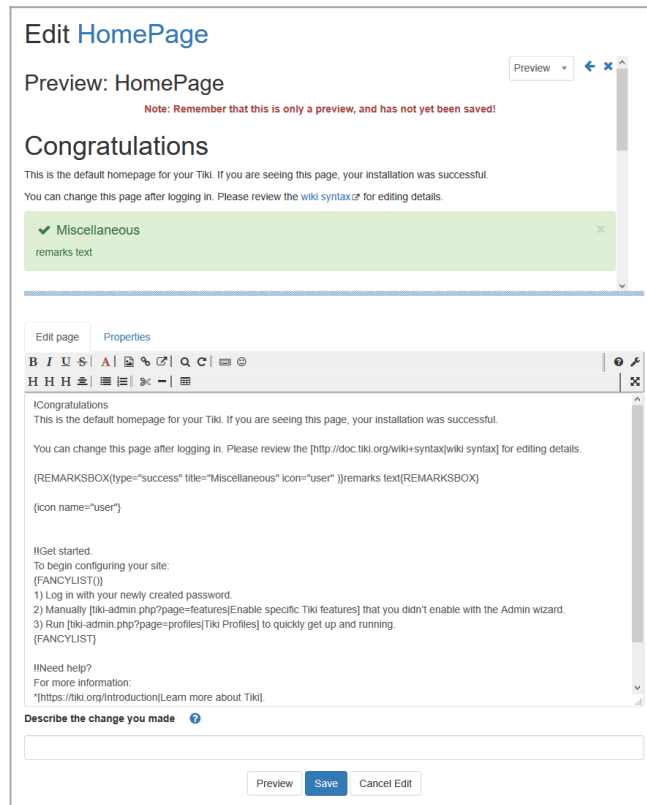 Edit HomePage
Preview
Preview: HomePage
Note: Remember that this is only a preview, and has not yet been saved!
Congratulations
This is the default homepage for your Tiki. If you are seeing this page, your installation was successful.
You can change this page after logging in. Please review the wiki syntax for editing details.
Miscellaneous
remarks text
Edit page Properties
B I U S A
H H H
!Congratulations
This is the default homepage for your Tiki. If you are seeing this page, your installation was successful.
You can change this page after logging in. Please review the [http://doc.tiki.org/wiki+syntax|wiki syntax] for editing details.
{REMARKSBOX(type="success" title="Miscellaneous" icon="user" )}remarks text{REMARKSBOX}
{icon name="user"}
!!Get started.
To begin configuring your site:
{FANCYLIST()}
1) Log in with your newly created password.
2) Manually [tiki-admin.php?page=features|Enable specific Tiki features] that you didn't enable with the Admin wizard.
3) Run [tiki-admin.php?page=profiles|Tiki Profiles] to quickly get up and running.
{FANCYLIST}
!!Need help?
For more information:
*[https://tiki.org/Introduction|Learn more about Tiki].
Describe the change you made
Preview Save Cancel Edit